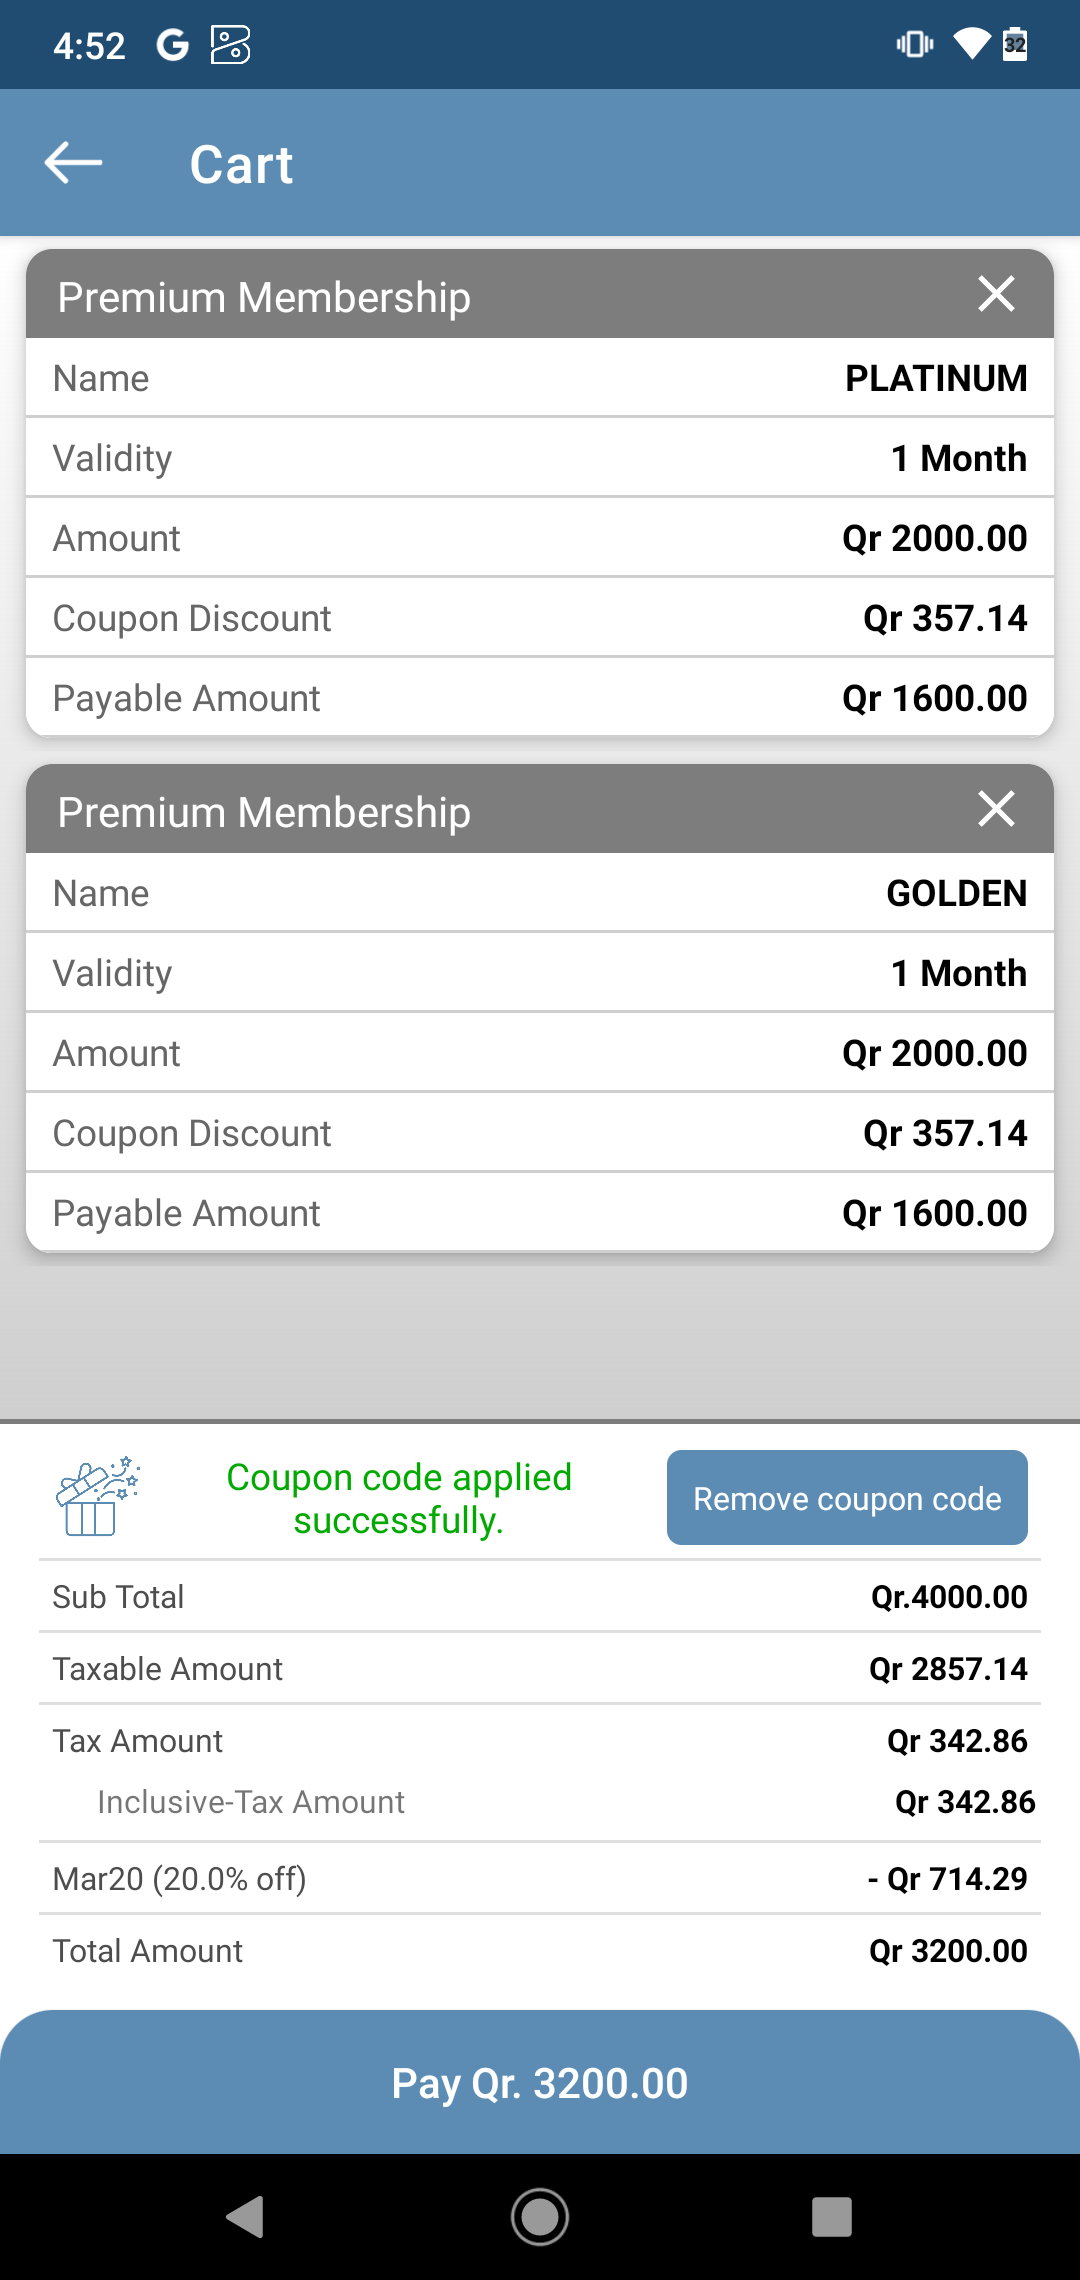 4:52
32
Cart
Premium Membership
Name PLATINUM
Validity 1 Month
Amount Qr 2000.00
Coupon Discount Qr 357.14
Payable Amount Qr 1600.00
Premium Membership
Name GOLDEN
Validity 1 Month
Amount Qr 2000.00
Coupon Discount Qr 357.14
Payable Amount Qr 1600.00
Coupon code applied
successfully.
Remove coupon code
Sub Total Qr.4000.00
Taxable Amount Qr 2857.14
Tax Amount Qr 342.86
Inclusive-Tax Amount Qr 342.86
Mar20 (20.0% off) - Qr 714.29
Total Amount Qr 3200.00
Pay Qr. 3200.00